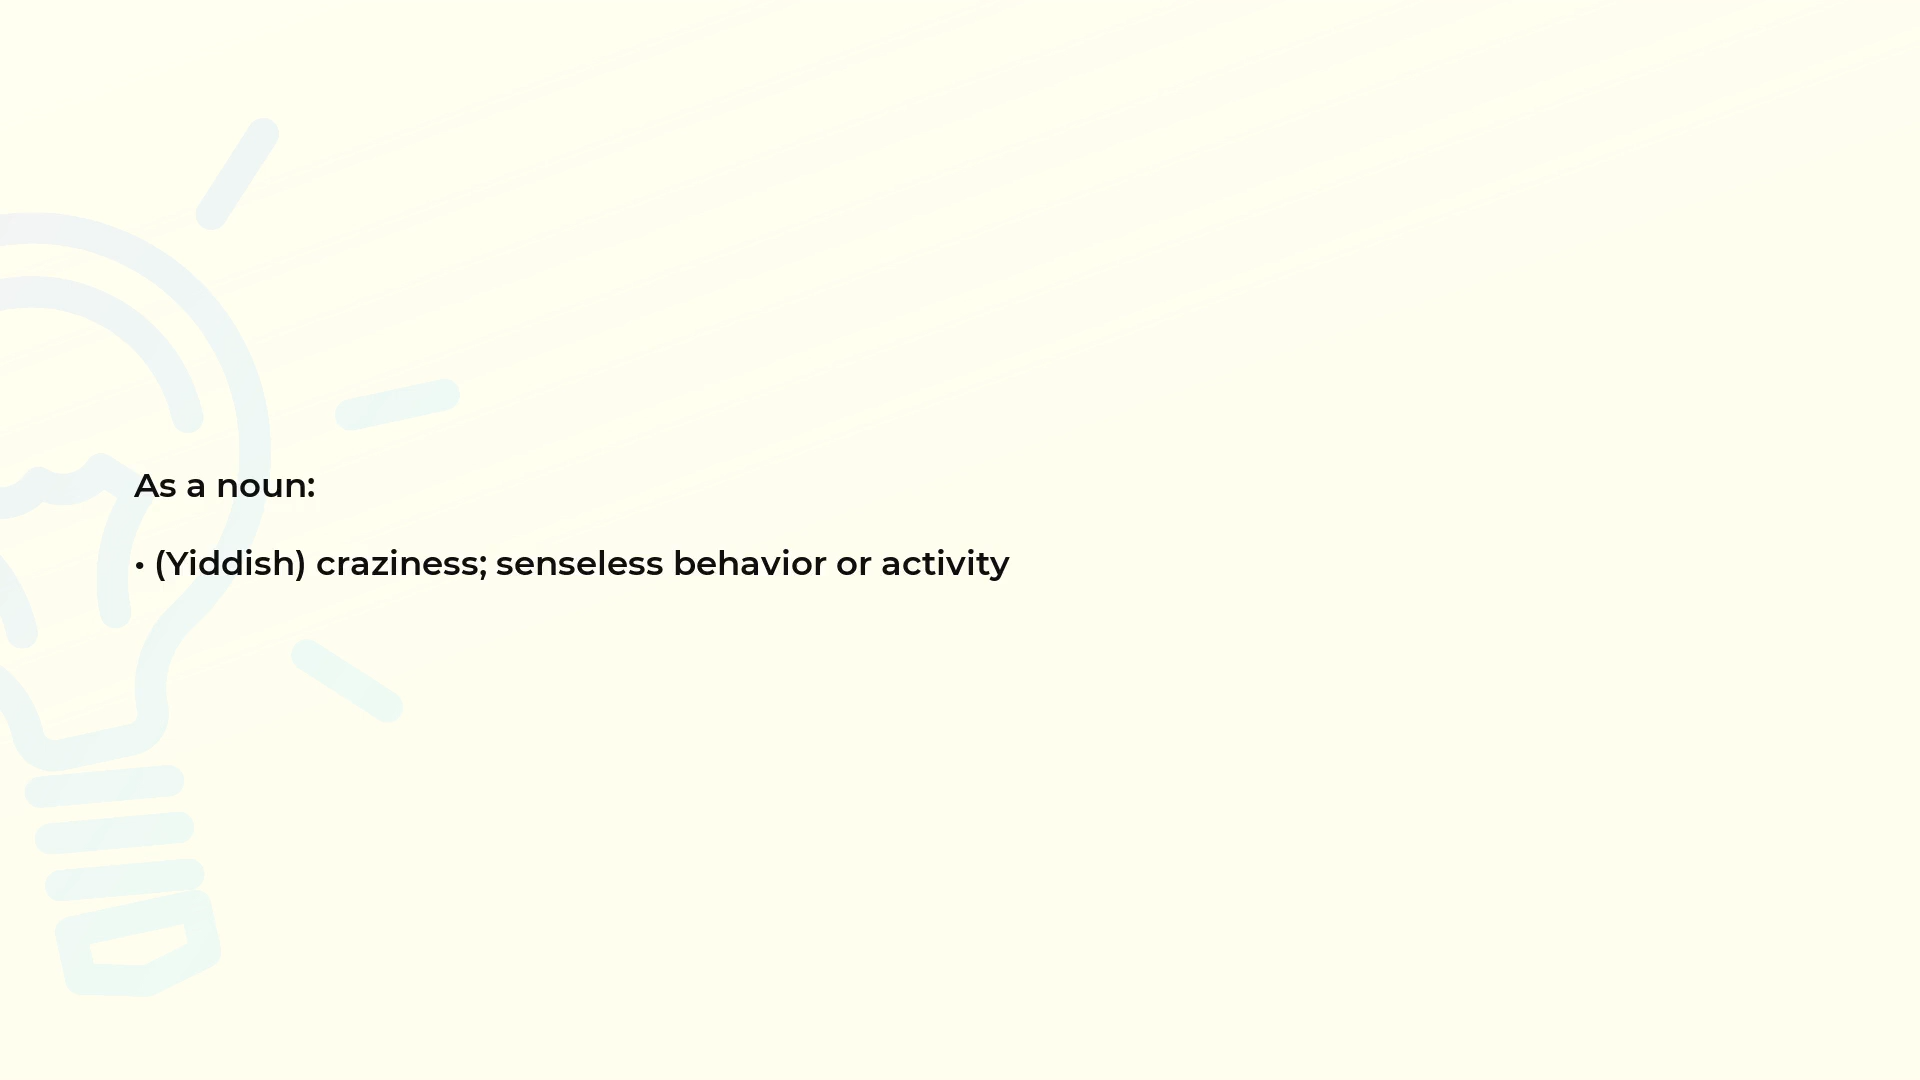 As a noun:
• (Yiddish) craziness; senseless behavior or activity